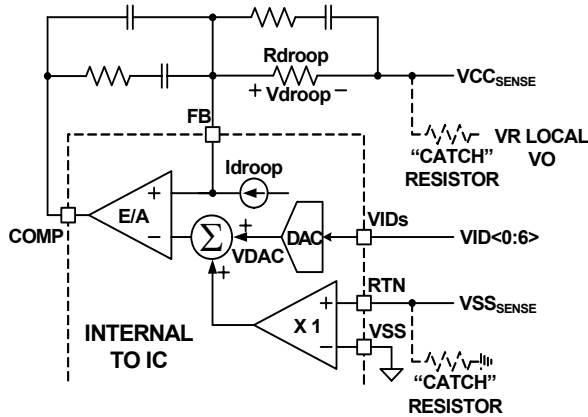 Rdroop
+ Vdroop −
VCCSENSE
FB
"CATCH"
RESISTOR
VR LOCAL
VO
Idroop
+
E/A
−
COMP
Σ
+
+
VDAC
DAC
VIDs
VID<0:6>
RTN
VSSSENSE
+
X 1
−
VSS
INTERNAL
TO IC
"CATCH"
RESISTOR